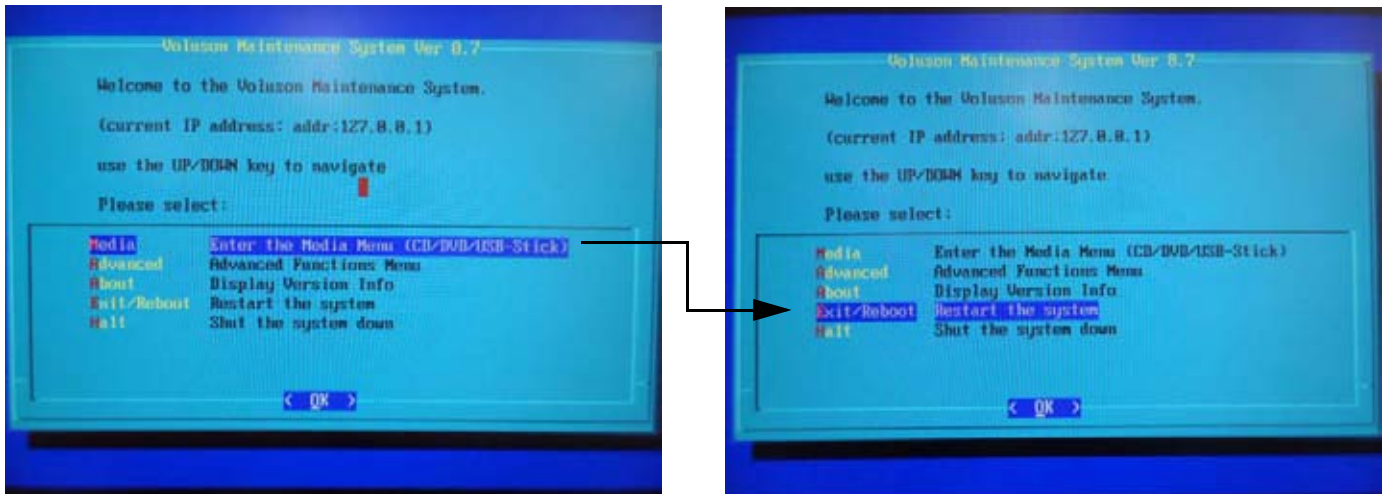 Voluson Maintenance System Ver 0.7
Welcome to the Voluson Maintenance System.
(current IP address: addr:127.0.0.1)
use the UP/DOWN key to navigate
Please select:
Media Enter the Media Menu (CD/DVD/USB-Stick)
Advanced Advanced Functions Menu
About Display Version Info
Exit/Reboot Restart the system
Halt Shut the system down
< OK >
Voluson Maintenance System Ver 0.7
Welcome to the Voluson Maintenance System.
(current IP address: addr:127.0.0.1)
use the UP/DOWN key to navigate
Please select:
Media Enter the Media Menu (CD/DVD/USB-Stick)
Advanced Advanced Functions Menu
About Display Version Info
Exit/Reboot Restart the system
Halt Shut the system down
< OK >